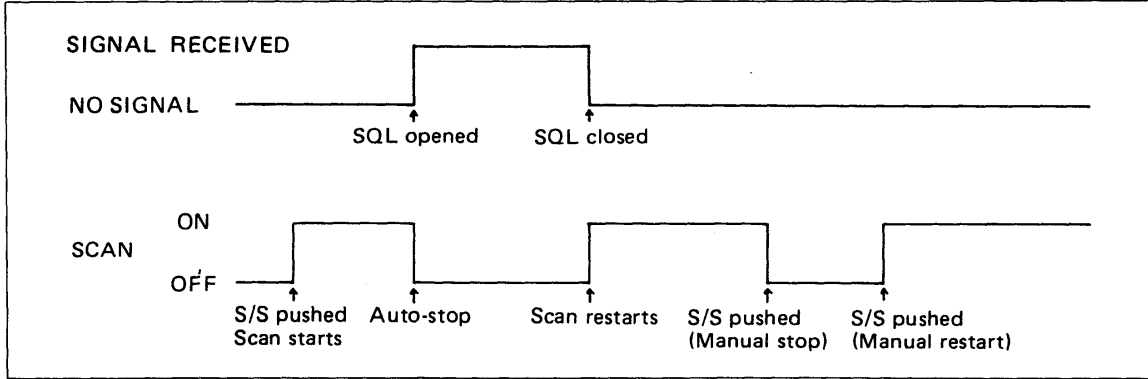 SIGNAL RECEIVED
NO SIGNAL
SQL opened
SQL closed
ON
SCAN
OFF
S/S pushed
Scan starts
Auto-stop
Scan restarts
S/S pushed
(Manual stop)
S/S pushed
(Manual restart)